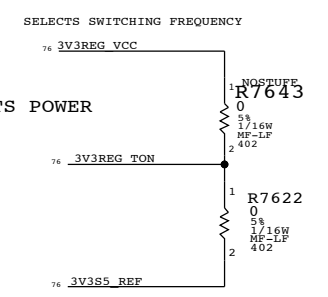 SELECTS SWITCHING FREQUENCY
76 3V3REG_VCC
1 NOSTUFF
R7643
0
5%
1/16W
MF-LF
402
2
TS POWER
76 3V3REG_TON
1
R7622
0
5%
1/16W
MF-LF
402
2
76 3V3S5_REF